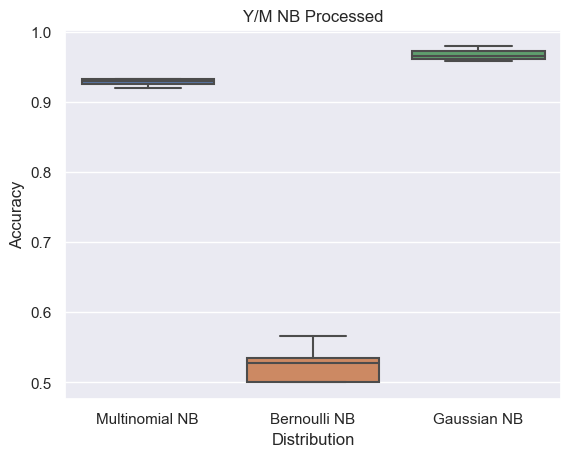 Y/M NB Processed
1.0
0.9
0.8
0.7
0.6
0.5
Accuracy
Multinomial NB
Bernoulli NB
Gaussian NB
Distribution